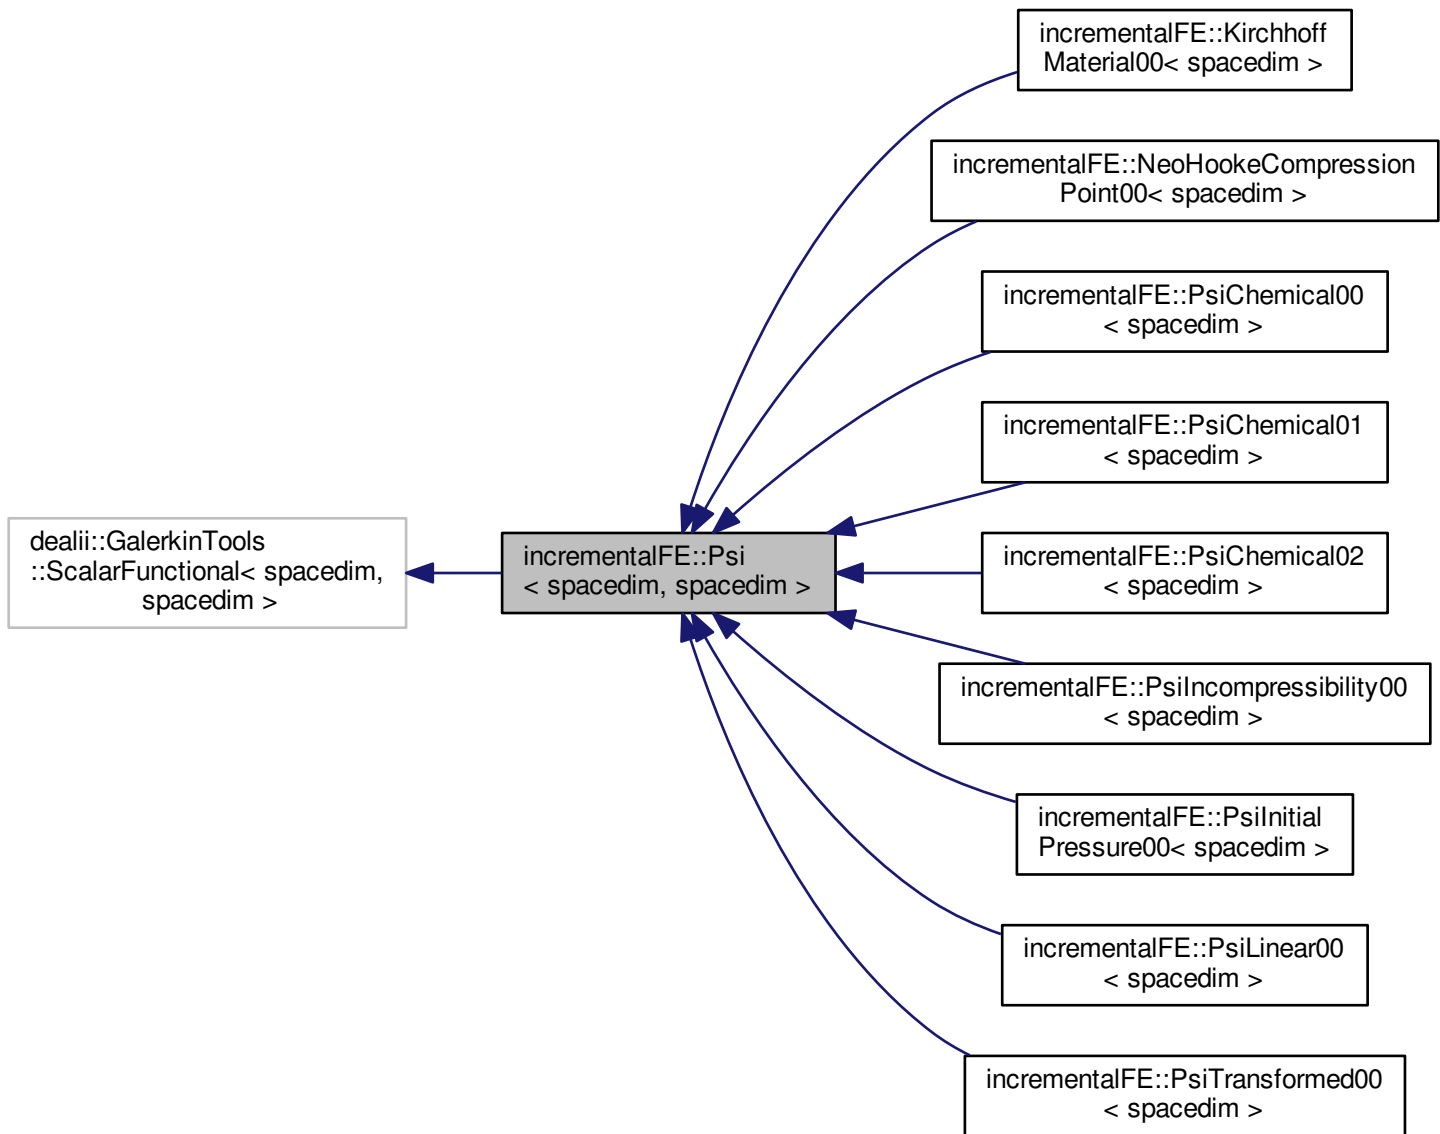 incrementalFE::Kirchhoff
Material00< spacedim >
incrementalFE::NeoHookeCompression
Point00< spacedim >
incrementalFE::PsiChemical00
< spacedim >
incrementalFE::PsiChemical01
< spacedim >
dealii::GalerkinTools
::ScalarFunctional< spacedim,
spacedim >
incrementalFE::Psi
< spacedim, spacedim >
incrementalFE::PsiChemical02
< spacedim >
incrementalFE::PsiIncompressibility00
< spacedim >
incrementalFE::PsiInitial
Pressure00< spacedim >
incrementalFE::PsiLinear00
< spacedim >
incrementalFE::PsiTransformed00
< spacedim >